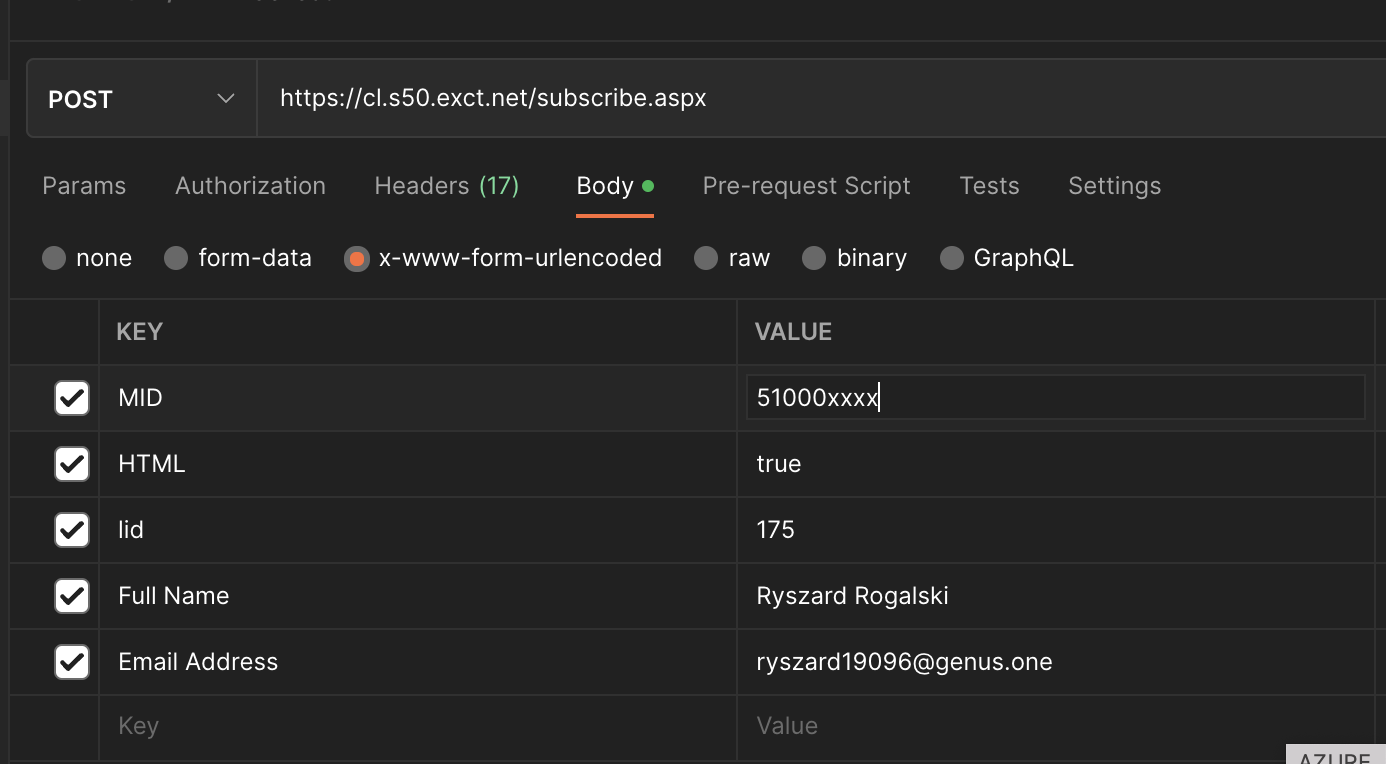 POST https://cl.s50.exct.net/subscribe.aspx
Params Authorization Headers (17) Body Pre-request Script Tests Settings
none form-data x-www-form-urlencoded raw binary GraphQL
KEY VALUE
MID 51000xxxx
HTML true
lid 175
Full Name Ryszard Rogalski
Email Address ryszard19096@genus.one
Key Value
AZURE